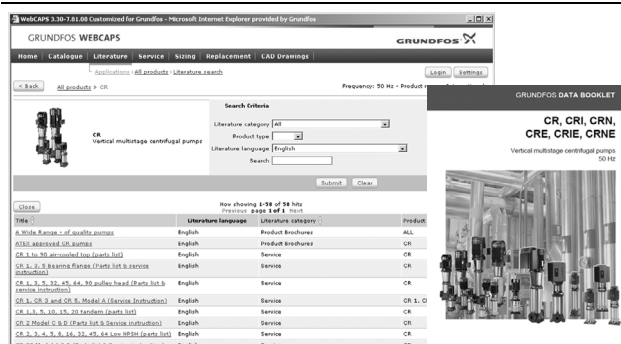 WebCAPS 3.30-7.81.08 Customized for Grundfos - Microsoft Internet Explorer provided by Grundfos
GRUNDFOS WEBCAPS
GRUNDFOS
Home Catalogue Literature Service Sizing Replacement CAD Drawings
Applications All products Literature search
Login Settings
< Back All products > CR
Frequency: 50 Hz - Product
Search Criteria
CR
Vertical multistage centrifugal pumps
Literature category All
Product type
Literature language English
Search
Submit Clear
Close
Now showing 1-58 of 58 hits
Previous page 1 of 1 Next
Title Literature language Literature category Product
A Wide Range - of quality pumps English Product Brochures ALL
ATEX approved CR pumps English Product Brochures CR
CR 1 to 90 air-cooled top (parts list) English Service CR
CR 1, 3, 5 Bearing flange (Parts list & service instruction) English Service CR
CR 1, 3, 5, 32, 45, 64, 90 pulley head (Parts list & service instruction) English Service CR
CR 1, CR 3 and CR 5, Model A (Service Instruction) English Service CR 1, C
CR 1,3, 5, 10, 15, 20 tandem (parts list) English Service CR
CR 2 Model C & D (Parts list & Service instruction) English Service CR
CR 2, 3, 4, 5, 8, 16, 32, 45, 64 Low NPSH (parts list) English Service CR
GRUNDFOS DATA BOOKLET
CR, CRI, CRN,
CRE, CRIE, CRNE
Vertical multistage centrifugal pumps
50 Hz